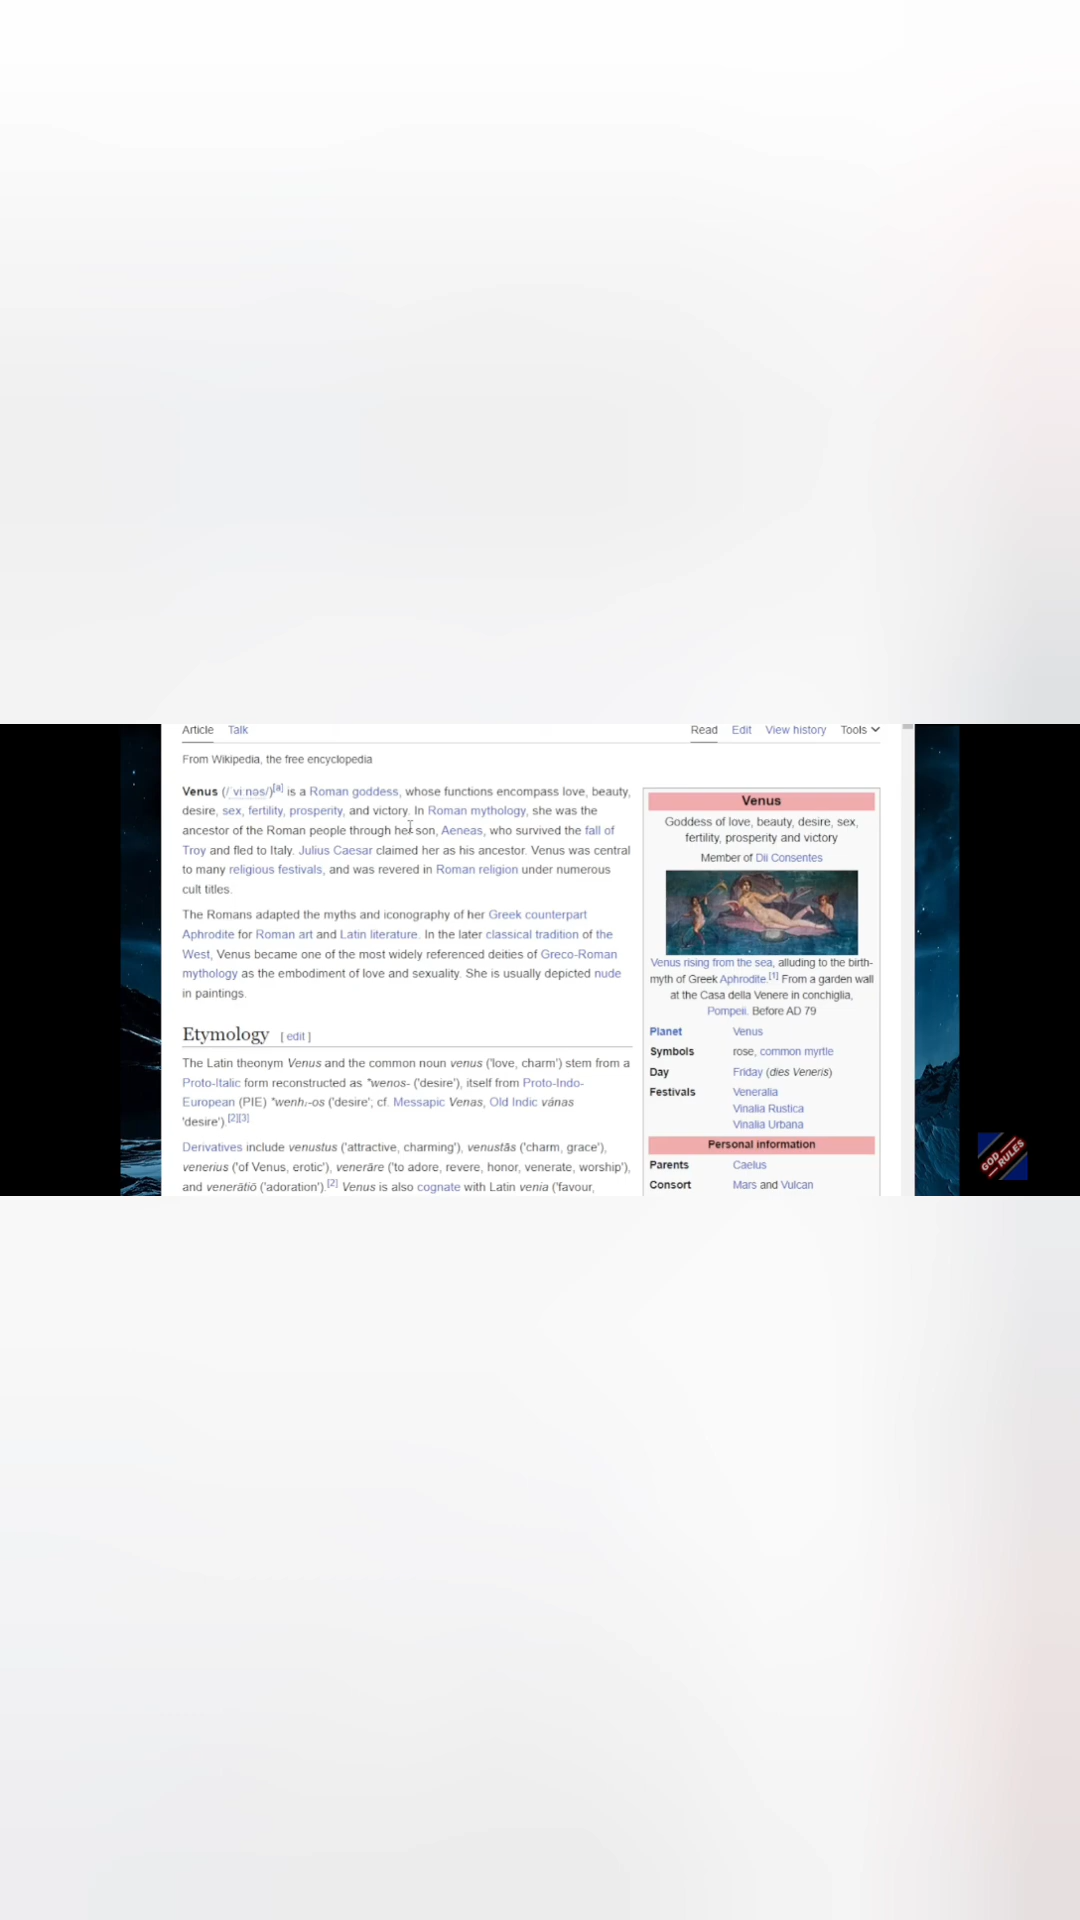 Article Talk Read Edit View history Tools
From Wikipedia, the free encyclopedia
Venus (/ˈviːnəs/)[a] is a Roman goddess, whose functions encompass love, beauty,
desire, sex, fertility, prosperity, and victory. In Roman mythology, she was the
ancestor of the Roman people through her son, Aeneas, who survived the fall of
Troy and fled to Italy. Julius Caesar claimed her as his ancestor. Venus was central
to many religious festivals, and was revered in Roman religion under numerous
cult titles.
The Romans adapted the myths and iconography of her Greek counterpart
Aphrodite for Roman art and Latin literature. In the later classical tradition of the
West, Venus became one of the most widely referenced deities of Greco-Roman
mythology as the embodiment of love and sexuality. She is usually depicted nude
in paintings.
Etymology [ edit ]
The Latin theonym Venus and the common noun venus ('love, charm') stem from a
Proto-Italic form reconstructed as *wenos- ('desire'), itself from Proto-Indo-
European (PIE) *wenh₁-os ('desire'; cf. Messapic Venas, Old Indic vánas
'desire').[2][3]
Derivatives include venustus ('attractive, charming'), venustās ('charm, grace'),
venerius ('of Venus, erotic'), venerāre ('to adore, revere, honor, venerate, worship'),
and venerātiō ('adoration').[2] Venus is also cognate with Latin venia ('favour,
Venus
Goddess of love, beauty, desire, sex,
fertility, prosperity and victory
Member of Dii Consentes
Venus rising from the sea, alluding to the birth-
myth of Greek Aphrodite.[1] From a garden wall
at the Casa della Venere in conchiglia,
Pompeii. Before AD 79
Planet Venus
Symbols rose, common myrtle
Day Friday (dies Veneris)
Festivals Veneralia
Vinalia Rustica
Vinalia Urbana
Personal information
Parents Caelus
Consort Mars and Vulcan
GOD
RULES